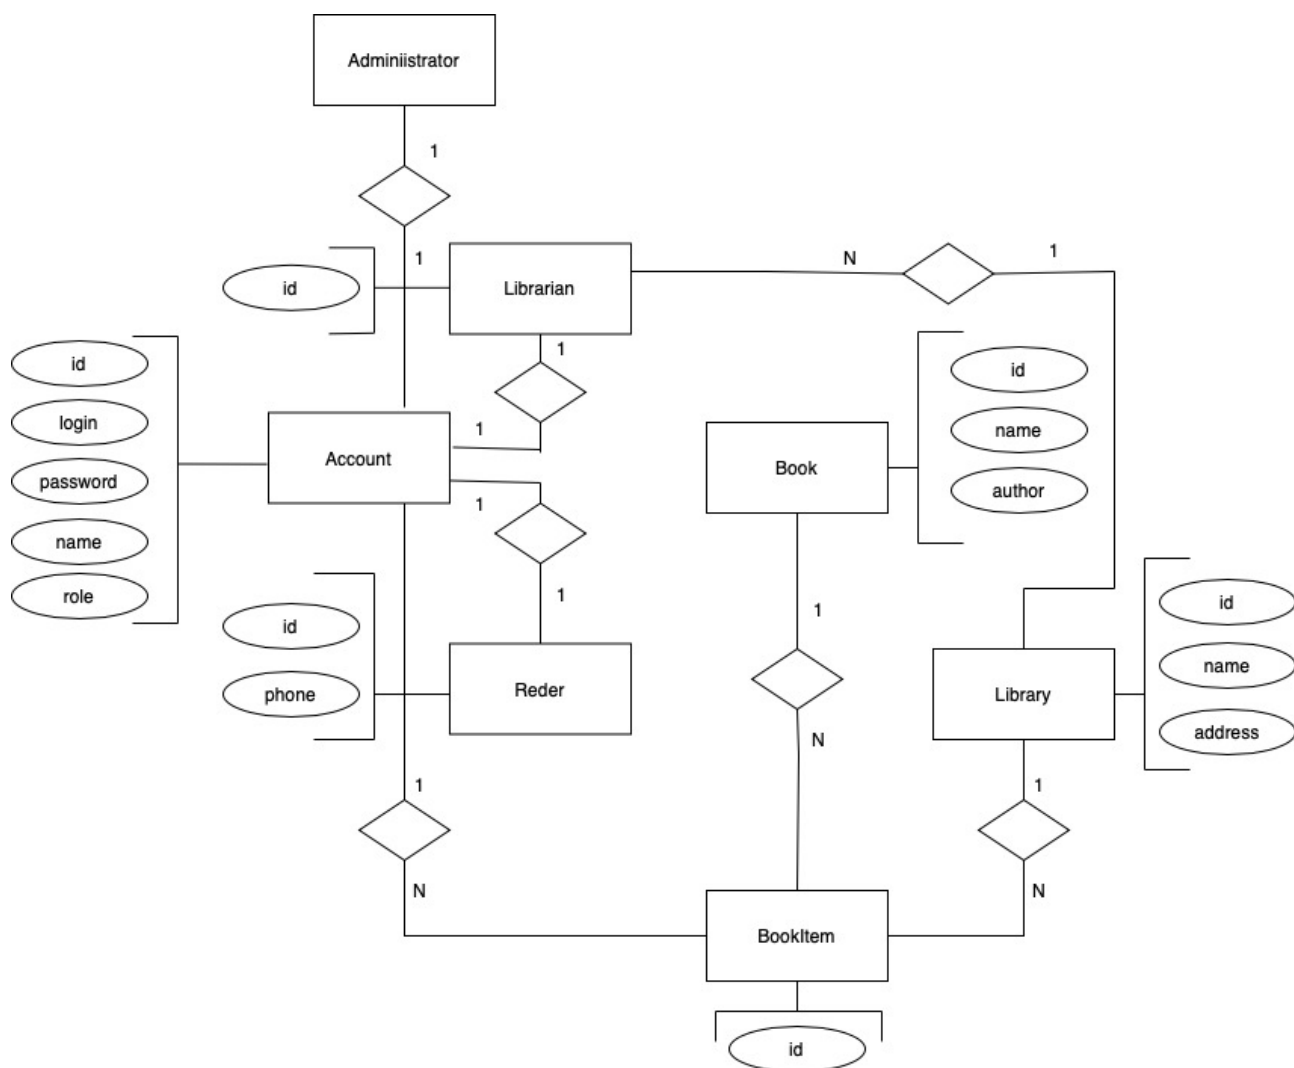 Adminiistrator
1
1
id
Librarian
N
1
1
id
login
password
name
role
Account
1
1
1
Book
id
name
author
id
phone
Reder
1
N
Library
id
name
address
1
N
1
N
BookItem
id